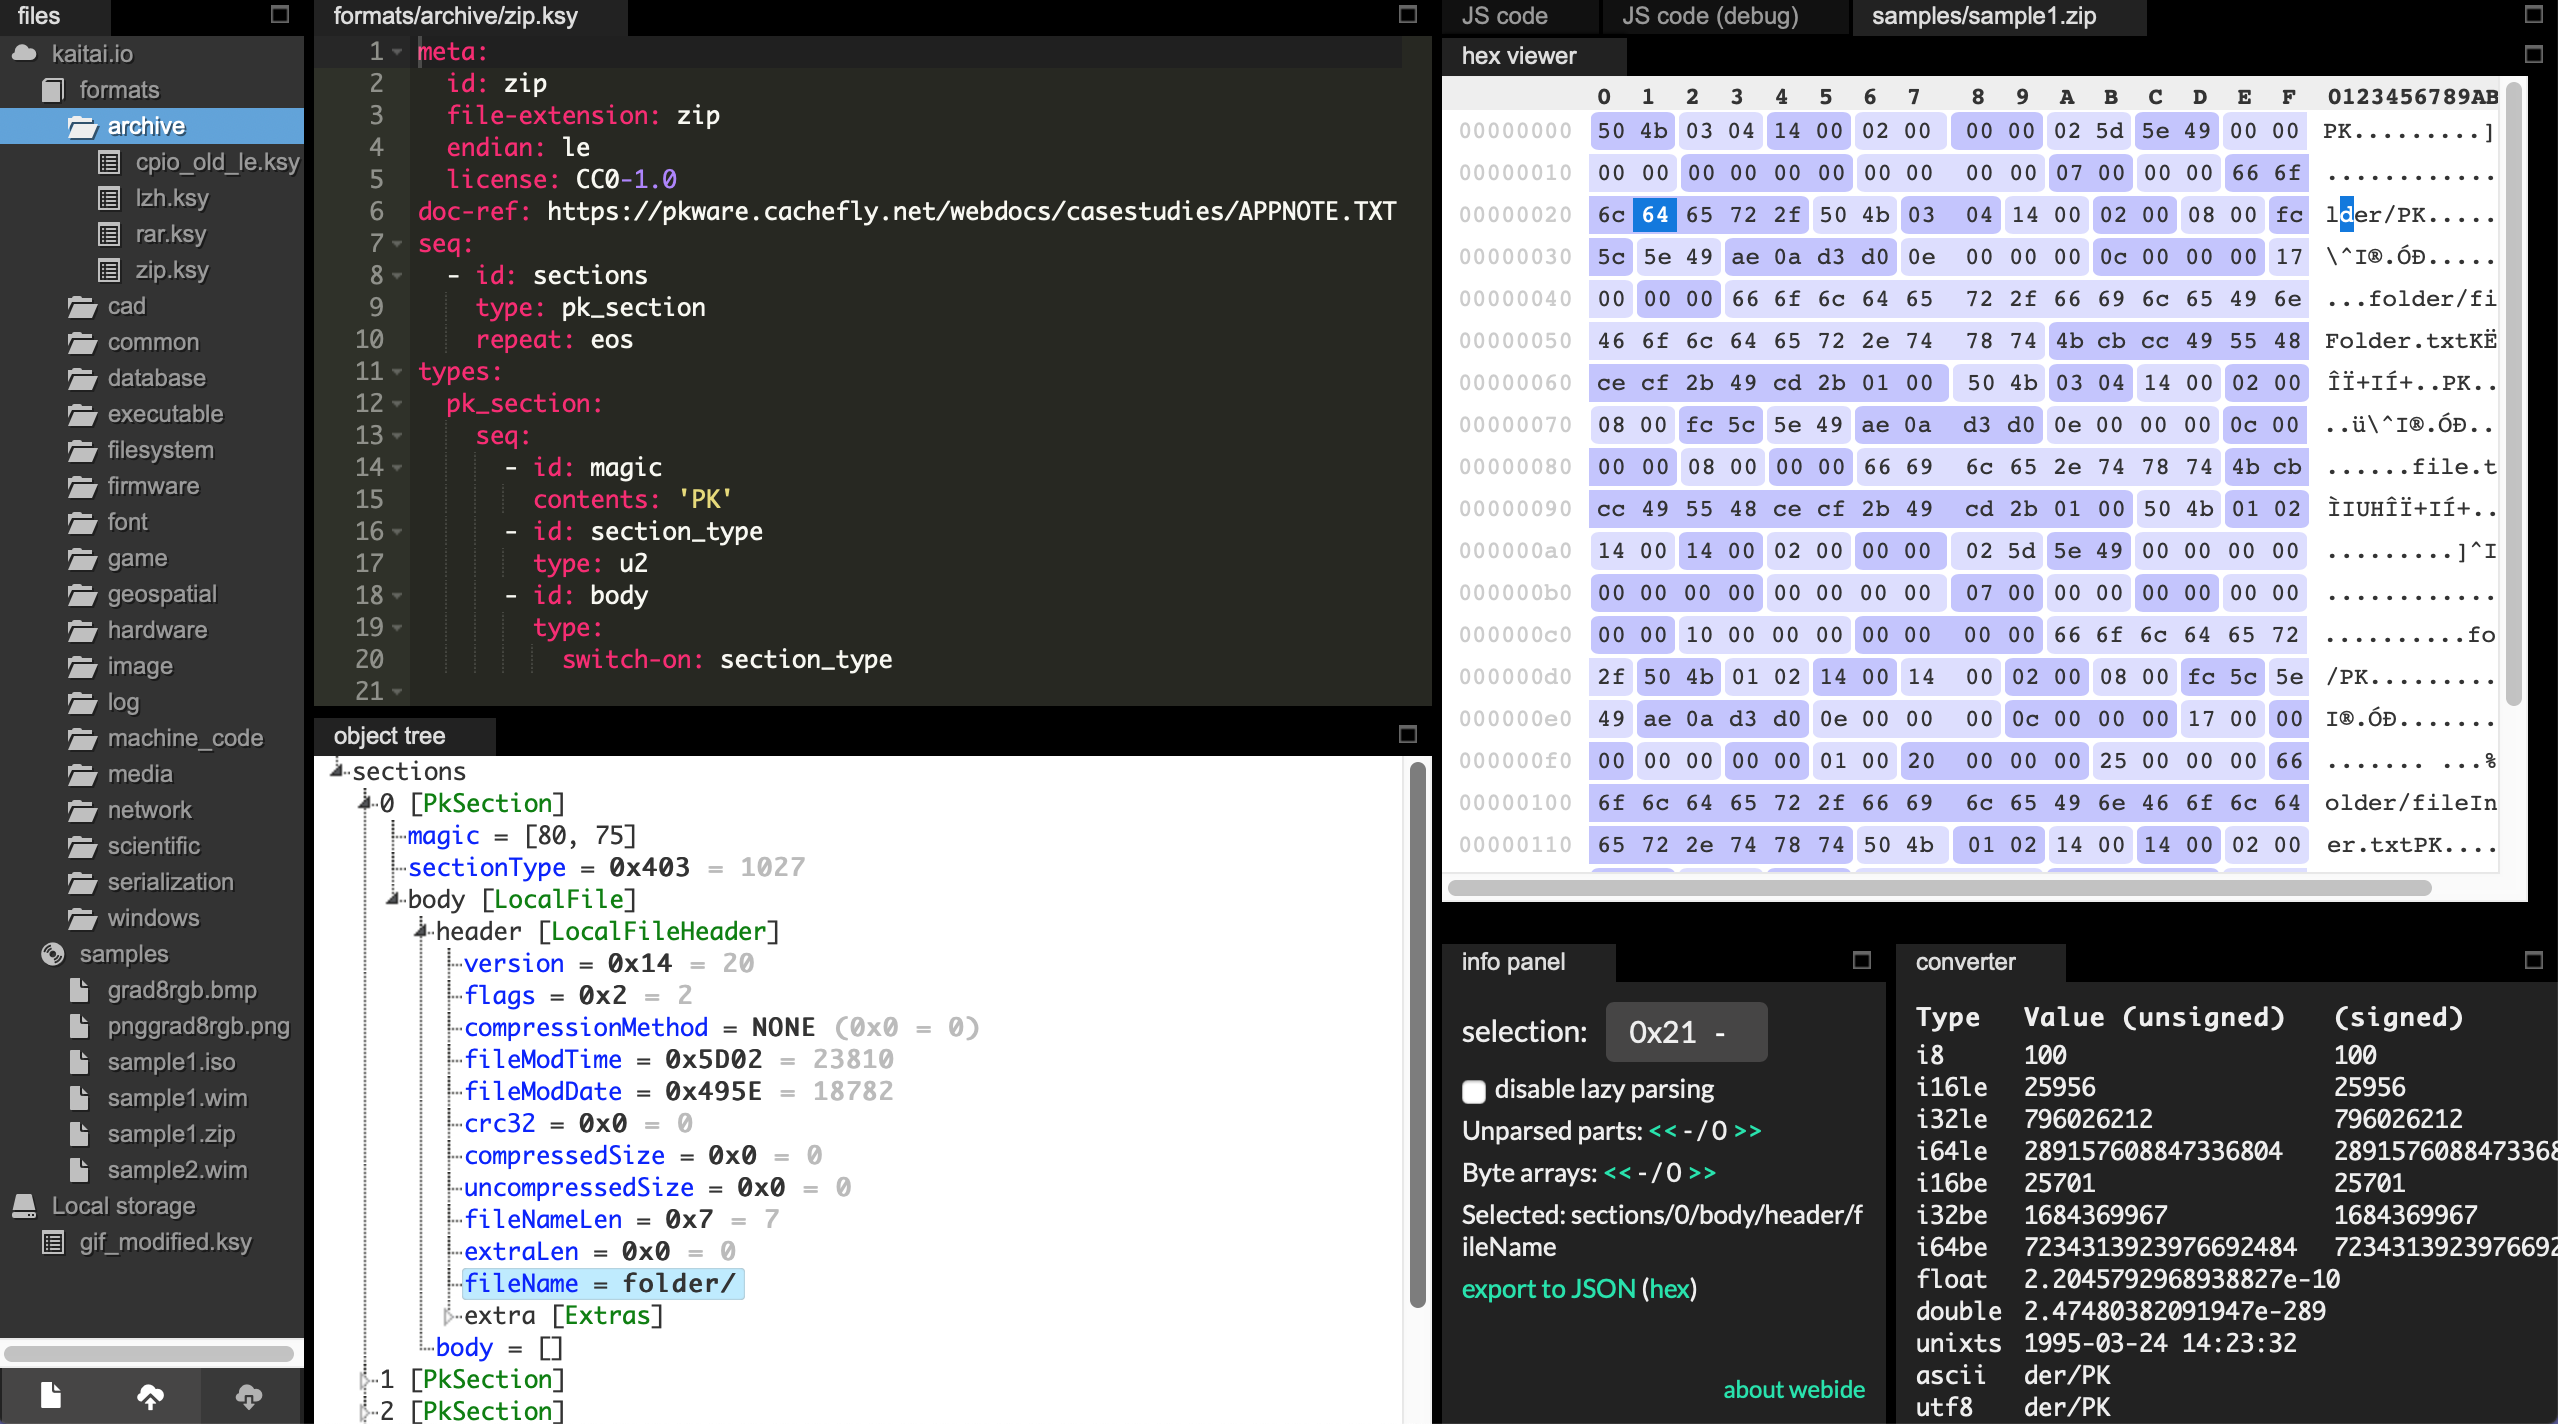 files
kaitai.io
formats
archive
cpio_old_le.ksy
lzh.ksy
rar.ksy
zip.ksy
cad
common
database
executable
filesystem
firmware
font
game
geospatial
hardware
image
log
machine_code
media
network
scientific
serialization
windows
samples
grad8rgb.bmp
pnggrad8rgb.png
sample1.iso
sample1.wim
sample1.zip
sample2.wim
Local storage
gif_modified.ksy
formats/archive/zip.ksy
1 meta:
2 id: zip
3 file-extension: zip
4 endian: le
5 license: CC0-1.0
6 doc-ref: https://pkware.cachefly.net/webdocs/casestudies/APPNOTE.TXT
7 seq:
8 - id: sections
9 type: pk_section
10 repeat: eos
11 types:
12 pk_section:
13 seq:
14 - id: magic
15 contents: 'PK'
16 - id: section_type
17 type: u2
18 - id: body
19 type:
20 switch-on: section_type
21
object tree
sections
0 [PkSection]
magic = [80, 75]
sectionType = 0x403 = 1027
body [LocalFile]
header [LocalFileHeader]
version = 0x14 = 20
flags = 0x2 = 2
compressionMethod = NONE (0x0 = 0)
fileModTime = 0x5D02 = 23810
fileModDate = 0x495E = 18782
crc32 = 0x0 = 0
compressedSize = 0x0 = 0
uncompressedSize = 0x0 = 0
fileNameLen = 0x7 = 7
extraLen = 0x0 = 0
fileName = folder/
extra [Extras]
body = []
1 [PkSection]
2 [PkSection]
JS code JS code (debug) samples/sample1.zip
hex viewer
0 1 2 3 4 5 6 7 8 9 A B C D E F 0123456789AB
00000000 50 4b 03 04 14 00 02 00 00 00 02 5d 5e 49 00 00 PK.........]
00000010 00 00 00 00 00 00 00 00 00 00 07 00 00 00 66 6f ............
00000020 6c 64 65 72 2f 50 4b 03 04 14 00 02 00 08 00 fc lder/PK.....
00000030 5c 5e 49 ae 0a d3 d0 0e 00 00 00 0c 00 00 00 17 \^I®.ÓÐ.....
00000040 00 00 00 66 6f 6c 64 65 72 2f 66 69 6c 65 49 6e ...folder/fi
00000050 46 6f 6c 64 65 72 2e 74 78 74 4b cb cc 49 55 48 Folder.txtKË
00000060 ce cf 2b 49 cd 2b 01 00 50 4b 03 04 14 00 02 00 ÎÏ+IÍ+..PK..
00000070 08 00 fc 5c 5e 49 ae 0a d3 d0 0e 00 00 00 0c 00 ..ü\^I®.ÓÐ..
00000080 00 00 08 00 00 00 66 69 6c 65 2e 74 78 74 4b cb ......file.t
00000090 cc 49 55 48 ce cf 2b 49 cd 2b 01 00 50 4b 01 02 ÌIUHÎÏ+IÍ+..
000000a0 14 00 14 00 02 00 00 00 02 5d 5e 49 00 00 00 00 .........]^I
000000b0 00 00 00 00 00 00 00 00 07 00 00 00 00 00 00 00 ............
000000c0 00 00 10 00 00 00 00 00 00 00 66 6f 6c 64 65 72 ..........fo
000000d0 2f 50 4b 01 02 14 00 14 00 02 00 08 00 fc 5c 5e /PK.........
000000e0 49 ae 0a d3 d0 0e 00 00 00 0c 00 00 00 17 00 00 I®.ÓÐ.......
000000f0 00 00 00 00 00 01 00 20 00 00 00 25 00 00 00 66 ....... ...%
00000100 6f 6c 64 65 72 2f 66 69 6c 65 49 6e 46 6f 6c 64 older/fileIn
00000110 65 72 2e 74 78 74 50 4b 01 02 14 00 14 00 02 00 er.txtPK....
info panel
selection: 0x21 -
disable lazy parsing
Unparsed parts: << - / 0 >>
Byte arrays: << - / 0 >>
Selected: sections/0/body/header/f
ileName
export to JSON (hex)
about webide
converter
Type Value (unsigned) (signed)
i8 100 100
i16le 25956 25956
i32le 796026212 796026212
i64le 289157608847336804 2891576088473368
i16be 25701 25701
i32be 1684369967 1684369967
i64be 7234313923976692484 7234313923976692
float 2.2045792968938827e-10
double 2.47480382091947e-289
unixts 1995-03-24 14:23:32
ascii der/PK
utf8 der/PK